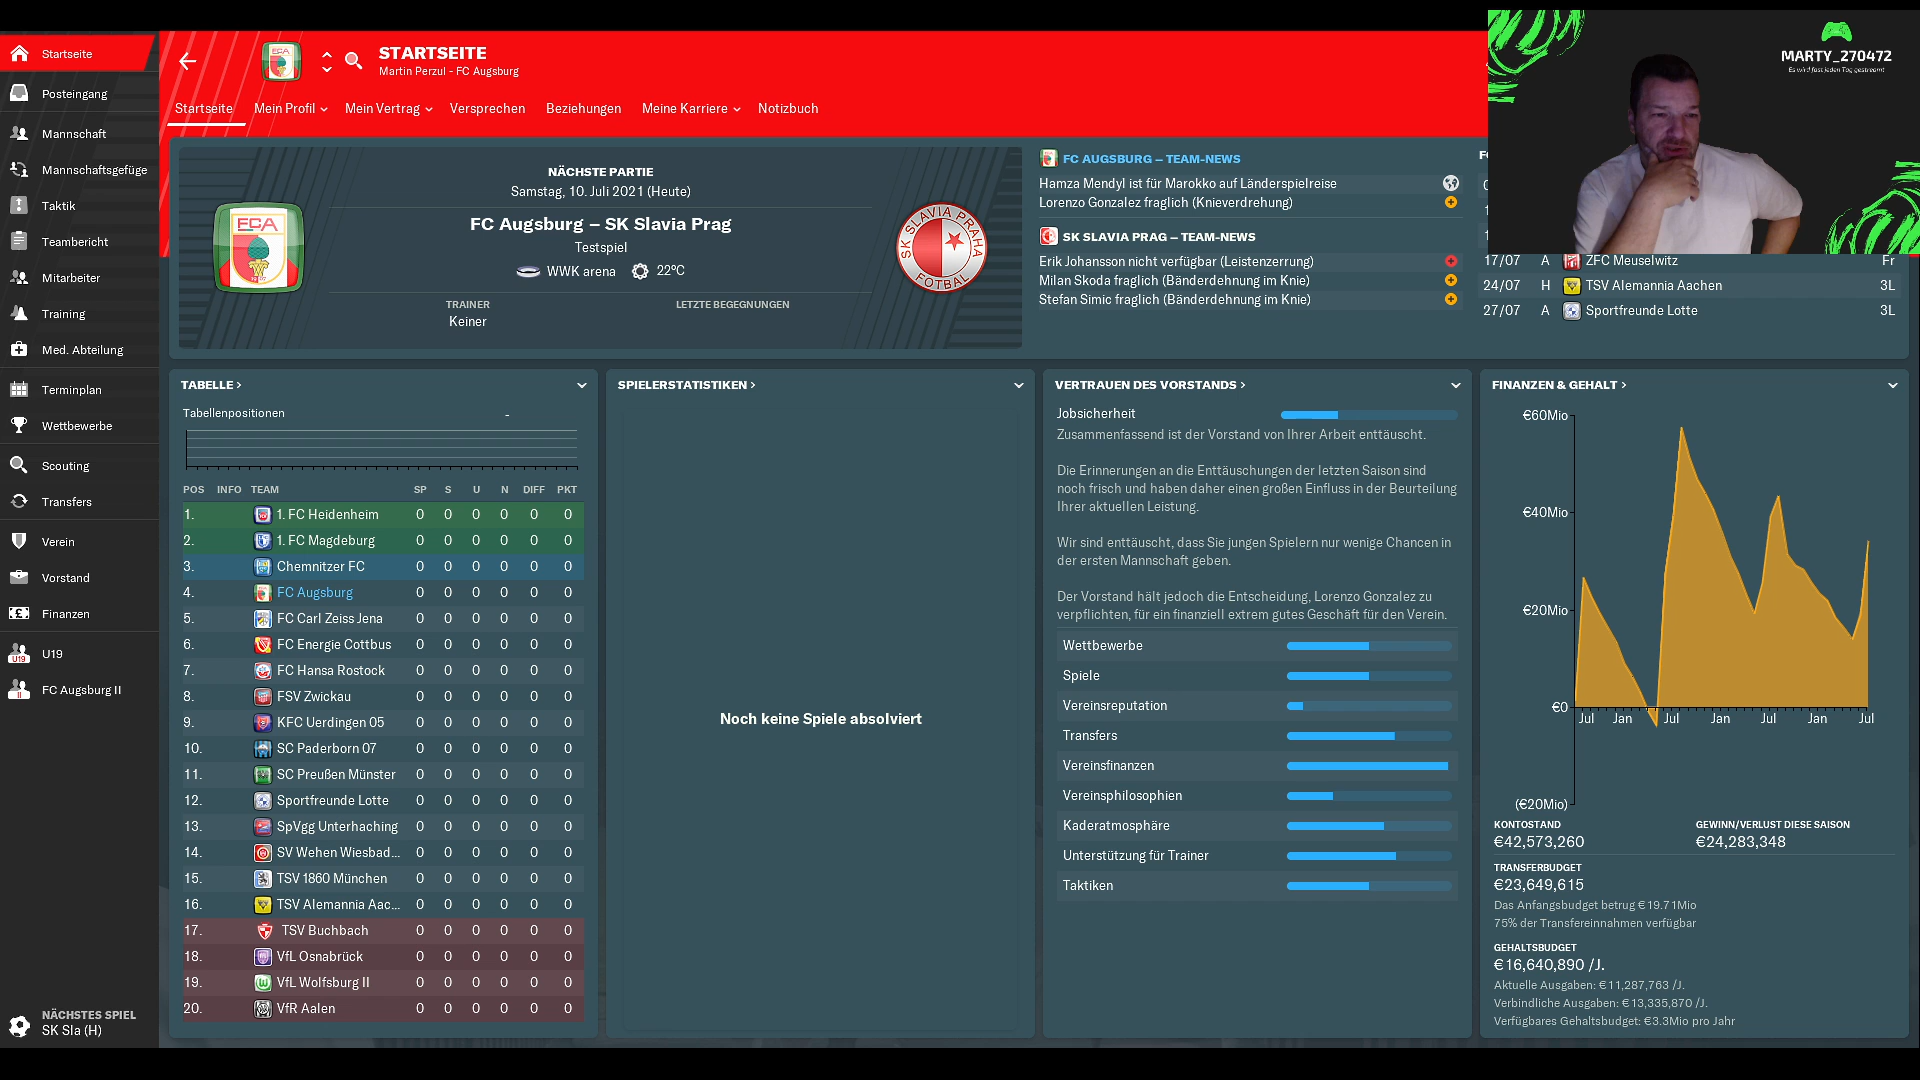 Startseite
Posteingang
Mannschaft
Mannschaftsgefüge
Taktik
Teambericht
Mitarbeiter
Training
Med. Abteilung
Terminplan
Wettbewerbe
Scouting
Transfers
Verein
Vorstand
Finanzen
U19
FC Augsburg II
NÄCHSTES SPIEL
SK Sla (H)
STARTSEITE
Martin Perzul - FC Augsburg
Startseite Mein Profil Mein Vertrag Versprechen Beziehungen Meine Karriere Notizbuch
MARTY_270472
Es wird fast jeden Tag gestreamt
NÄCHSTE PARTIE
Samstag, 10. Juli 2021 (Heute)
FC Augsburg – SK Slavia Prag
Testspiel
WWK arena 22°C
TRAINER
Keiner
LETZTE BEGEGNUNGEN
FCA
SK SLAVIA PRAHA
FOTBAL
FC AUGSBURG – TEAM-NEWS
Hamza Mendyl ist für Marokko auf Länderspielreise
Lorenzo Gonzalez fraglich (Knieverdrehung)
SK SLAVIA PRAG – TEAM-NEWS
Erik Johansson nicht verfügbar (Leistenzerrung)
Milan Skoda fraglich (Bänderdehnung im Knie)
Stefan Simic fraglich (Bänderdehnung im Knie)
17/07 A ZFC Meuselwitz Fr
24/07 H TSV Alemannia Aachen 3L
27/07 A Sportfreunde Lotte 3L
TABELLE >
Tabellenpositionen -
POS INFO TEAM SP S U N DIFF PKT
1. 1. FC Heidenheim 0 0 0 0 0 0
2. 1. FC Magdeburg 0 0 0 0 0 0
3. Chemnitzer FC 0 0 0 0 0 0
4. FC Augsburg 0 0 0 0 0 0
5. FC Carl Zeiss Jena 0 0 0 0 0 0
6. FC Energie Cottbus 0 0 0 0 0 0
7. FC Hansa Rostock 0 0 0 0 0 0
8. FSV Zwickau 0 0 0 0 0 0
9. KFC Uerdingen 05 0 0 0 0 0 0
10. SC Paderborn 07 0 0 0 0 0 0
11. SC Preußen Münster 0 0 0 0 0 0
12. Sportfreunde Lotte 0 0 0 0 0 0
13. SpVgg Unterhaching 0 0 0 0 0 0
14. SV Wehen Wiesbad... 0 0 0 0 0 0
15. TSV 1860 München 0 0 0 0 0 0
16. TSV Alemannia Aac... 0 0 0 0 0 0
17. TSV Buchbach 0 0 0 0 0 0
18. VfL Osnabrück 0 0 0 0 0 0
19. VfL Wolfsburg II 0 0 0 0 0 0
20. VfR Aalen 0 0 0 0 0 0
SPIELERSTATISTIKEN >
Noch keine Spiele absolviert
VERTRAUEN DES VORSTANDS >
Jobsicherheit
Zusammenfassend ist der Vorstand von Ihrer Arbeit enttäuscht.
Die Erinnerungen an die Enttäuschungen der letzten Saison sind
noch frisch und haben daher einen großen Einfluss in der Beurteilung
Ihrer aktuellen Leistung.
Wir sind enttäuscht, dass Sie jungen Spielern nur wenige Chancen in
der ersten Mannschaft geben.
Der Vorstand hält jedoch die Entscheidung, Lorenzo Gonzalez zu
verpflichten, für ein finanziell extrem gutes Geschäft für den Verein.
Wettbewerbe
Spiele
Vereinsreputation
Transfers
Vereinsfinanzen
Vereinsphilosophien
Kaderatmosphäre
Unterstützung für Trainer
Taktiken
FINANZEN & GEHALT >
€60Mio
€40Mio
€20Mio
€0
Jul Jan Jul Jan Jul Jan Jul
(€20Mio)
KONTOSTAND
€42,573,260
GEWINN/VERLUST DIESE SAISON
€24,283,348
TRANSFERBUDGET
€23,649,615
Das Anfangsbudget betrug €19.71Mio
75% der Transfereinnahmen verfügbar
GEHALTSBUDGET
€16,640,890 /J.
Aktuelle Ausgaben: €11,287,763 /J.
Verbindliche Ausgaben: €13,335,870 /J.
Verfügbares Gehaltsbudget: €3.3Mio pro Jahr